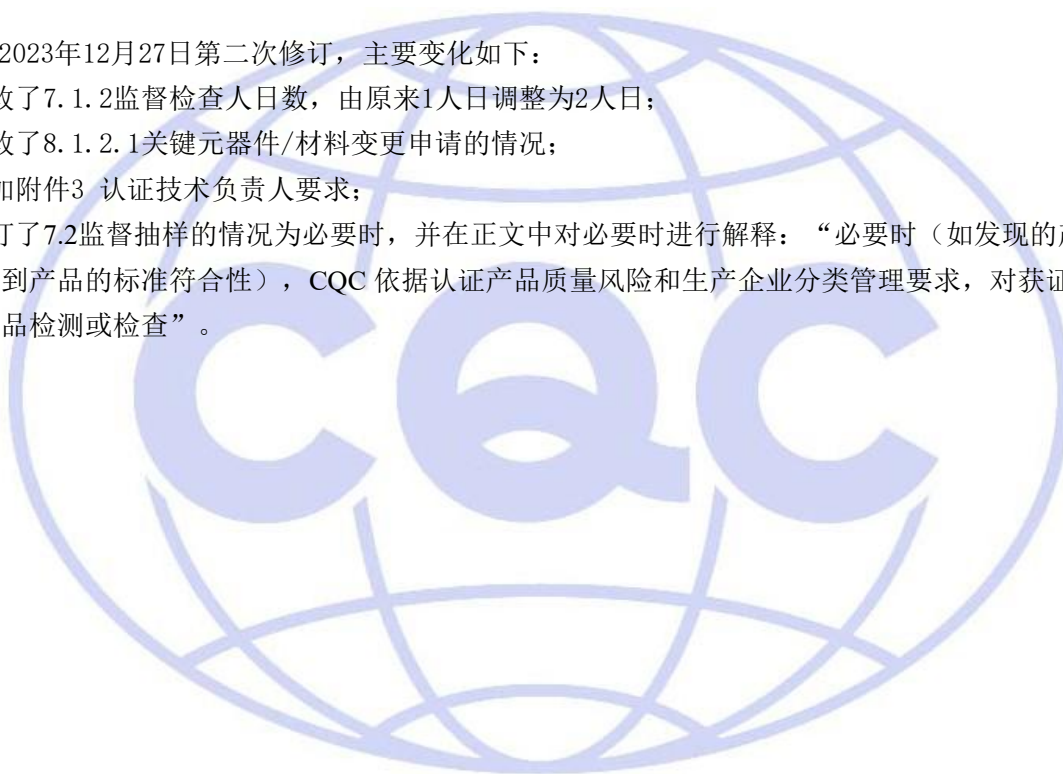 2023年12月27日第二次修订，主要变化如下：
改了7.1.2监督检查人日数，由原来1人日调整为2人日；
改了8.1.2.1关键元器件/材料变更申请的情况；
加附件3 认证技术负责人要求；
订了7.2监督抽样的情况为必要时，并在正文中对必要时进行解释：“必要时（如发现的
到产品的标准符合性），CQC 依据认证产品质量风险和生产企业分类管理要求，对获证
品检测或检查”。
CQC